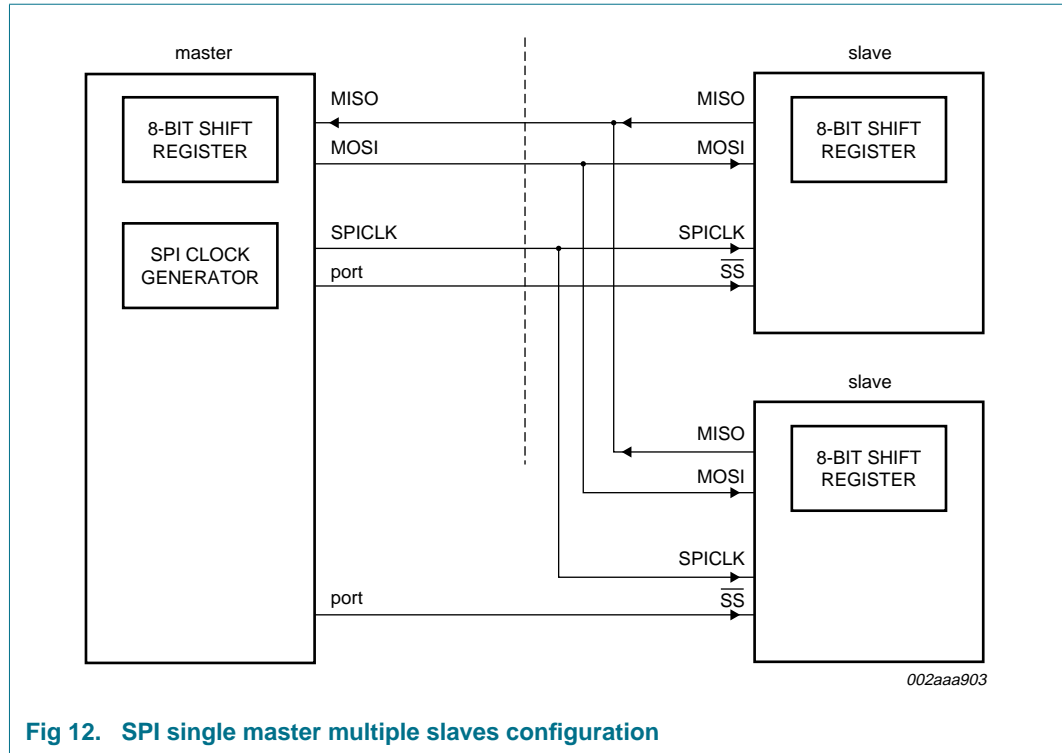 master
slave
MISO
MISO
8-BIT SHIFT
REGISTER
8-BIT SHIFT
REGISTER
MOSI
MOSI
SPICLK
SPICLK
SPI CLOCK
GENERATOR
port
SS
slave
MISO
8-BIT SHIFT
REGISTER
MOSI
SPICLK
port
SS
002aaa903
Fig 12. SPI single master multiple slaves configuration